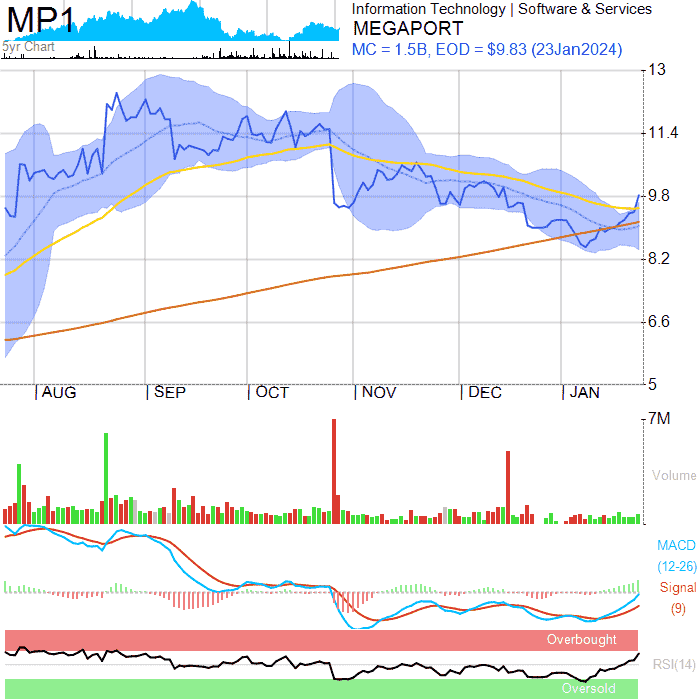 MP1
5yr Chart
Information Technology | Software & Services
MEGAPORT
MC = 1.5B, EOD = $9.83 (23Jan2024)
13
11.4
9.8
8.2
6.6
5
|AUG |SEP |OCT |NOV |DEC |JAN
7M
Volume
MACD
(12-26)
Signal
(9)
Overbought
RSI(14)
Oversold